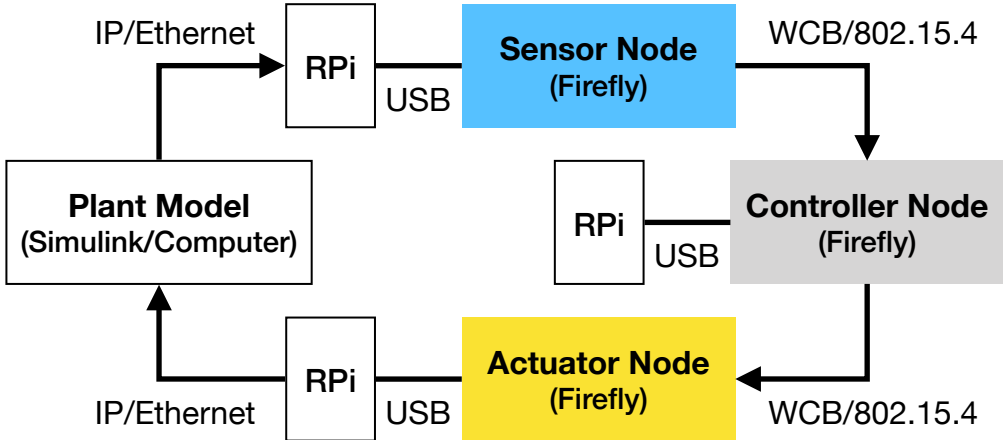 IP/Ethernet
RPi
USB
Sensor Node
(Firefly)
WCB/802.15.4
Plant Model
(Simulink/Computer)
RPi
USB
Controller Node
(Firefly)
IP/Ethernet
RPi
USB
Actuator Node
(Firefly)
WCB/802.15.4